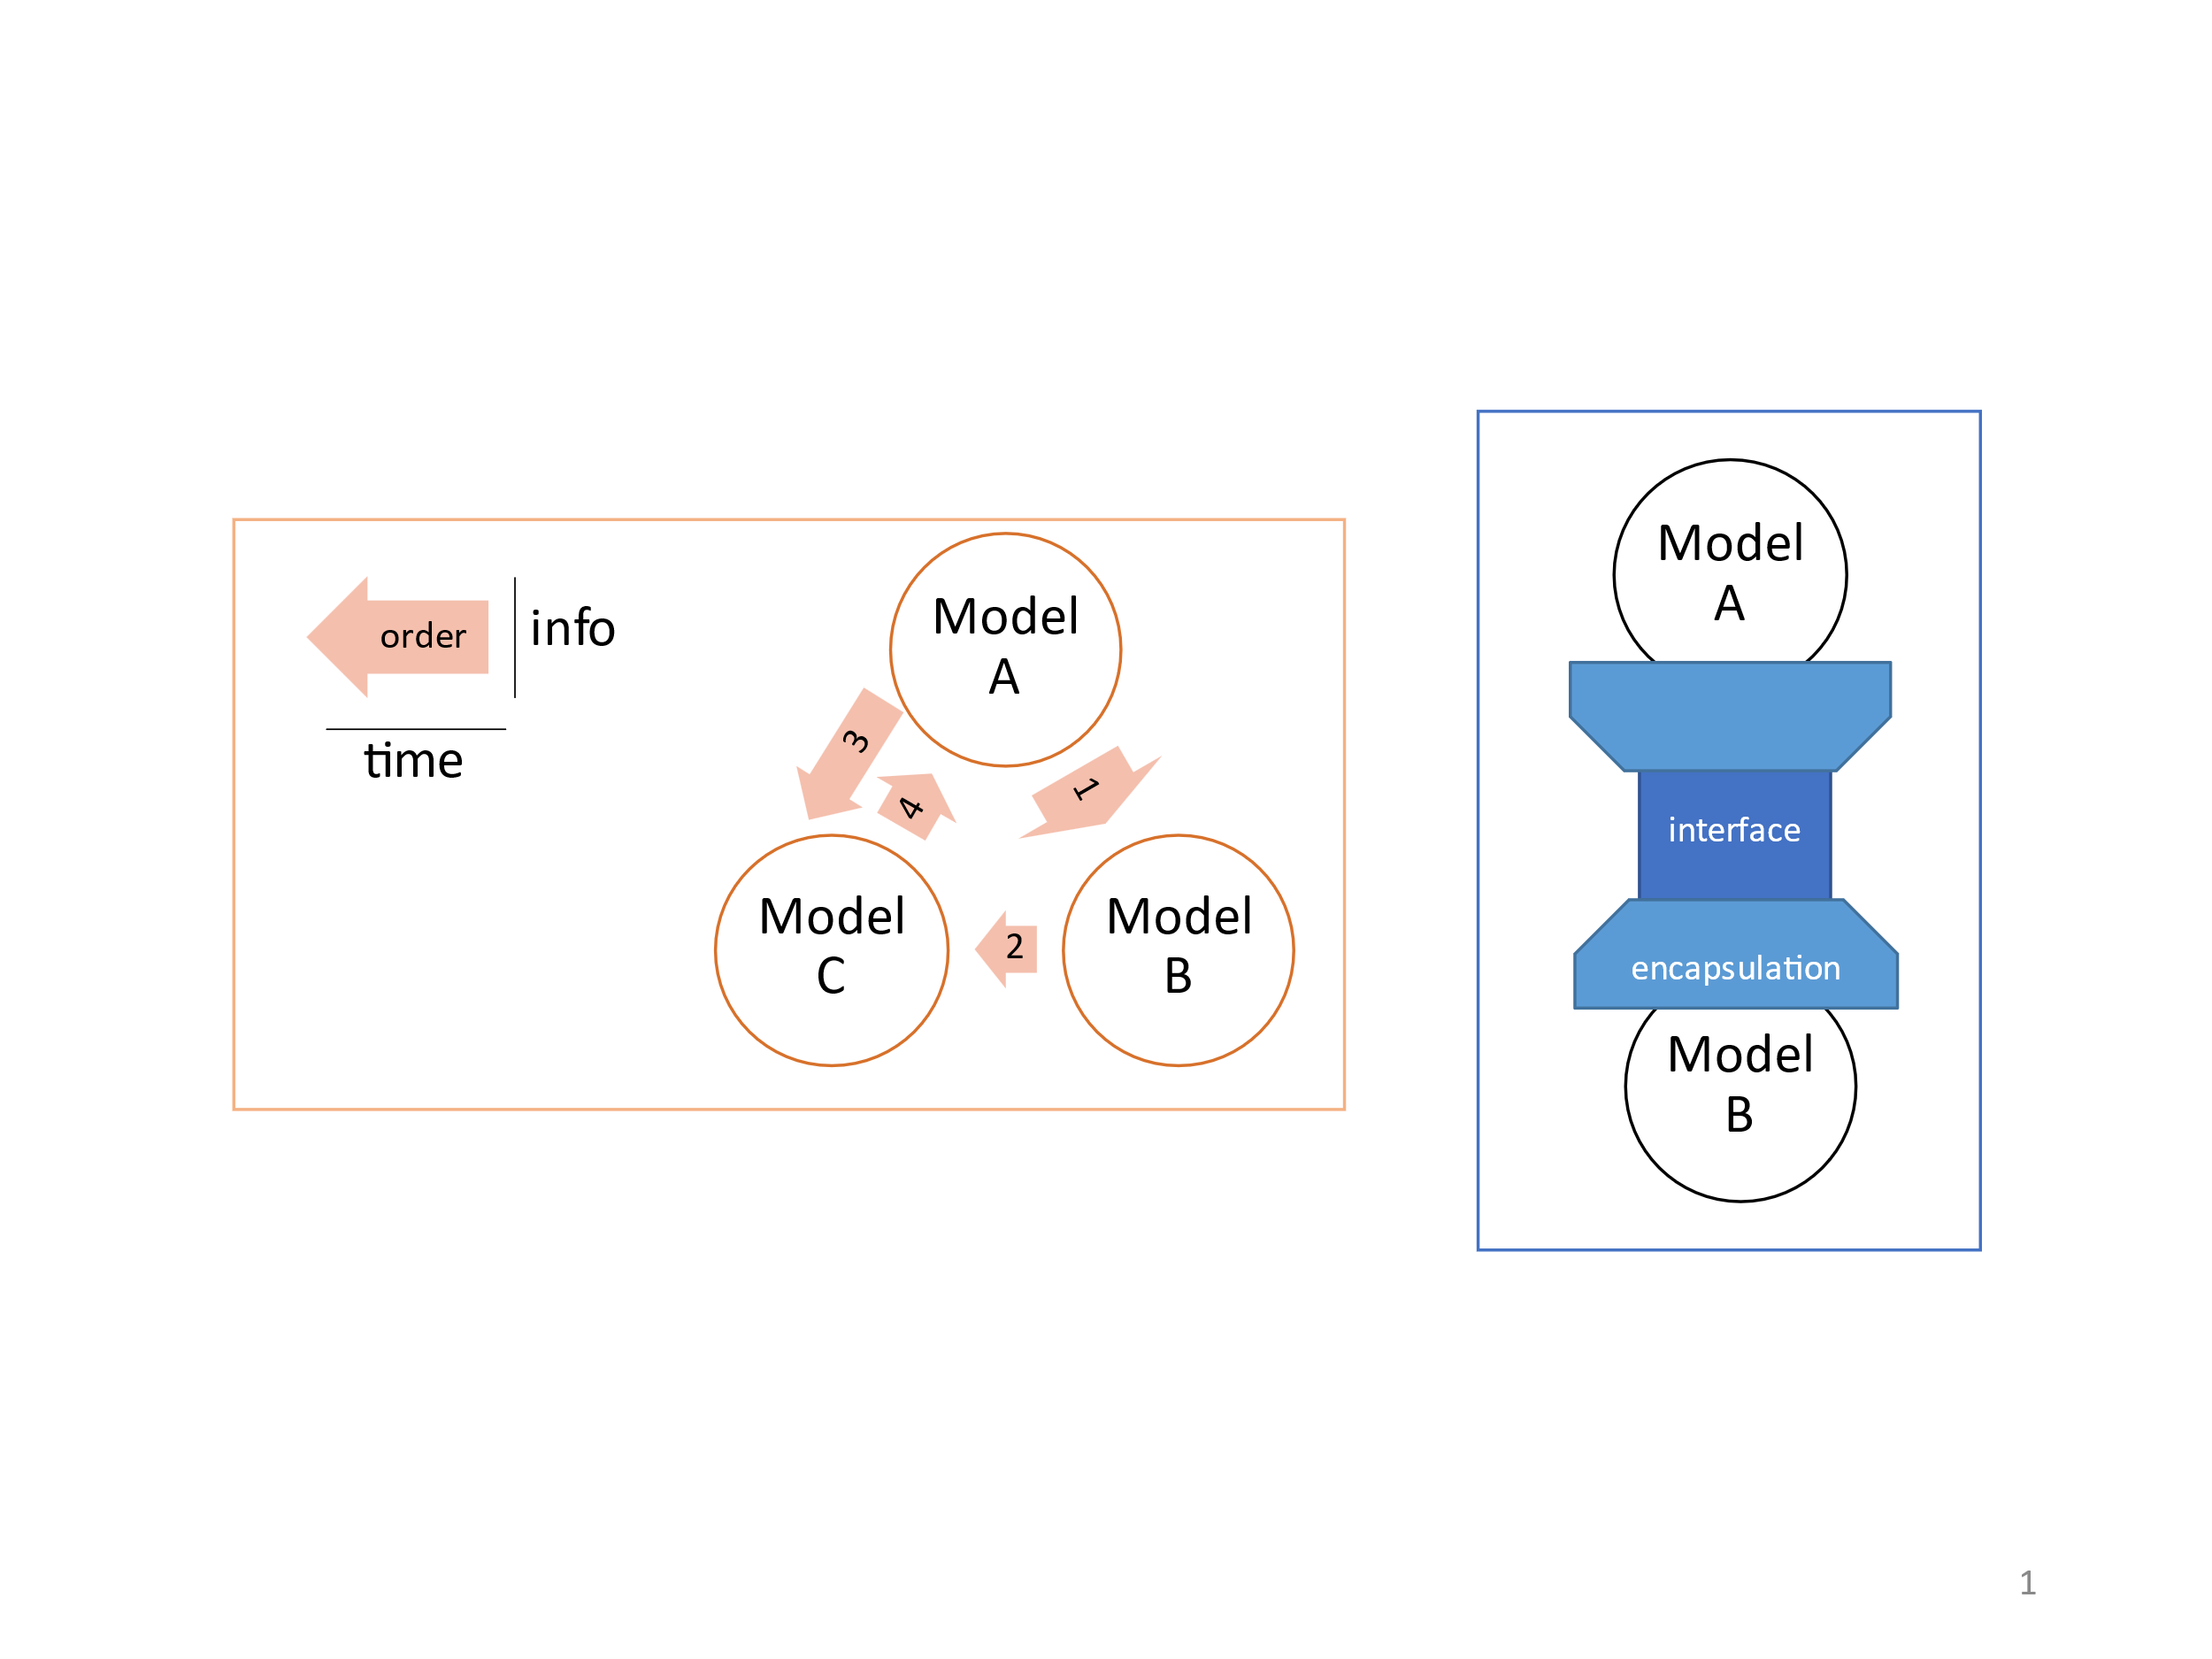 order
info
time
Model
A
3
4
1
Model
C
2
Model
B
Model
A
interface
encapsulation
Model
B
1